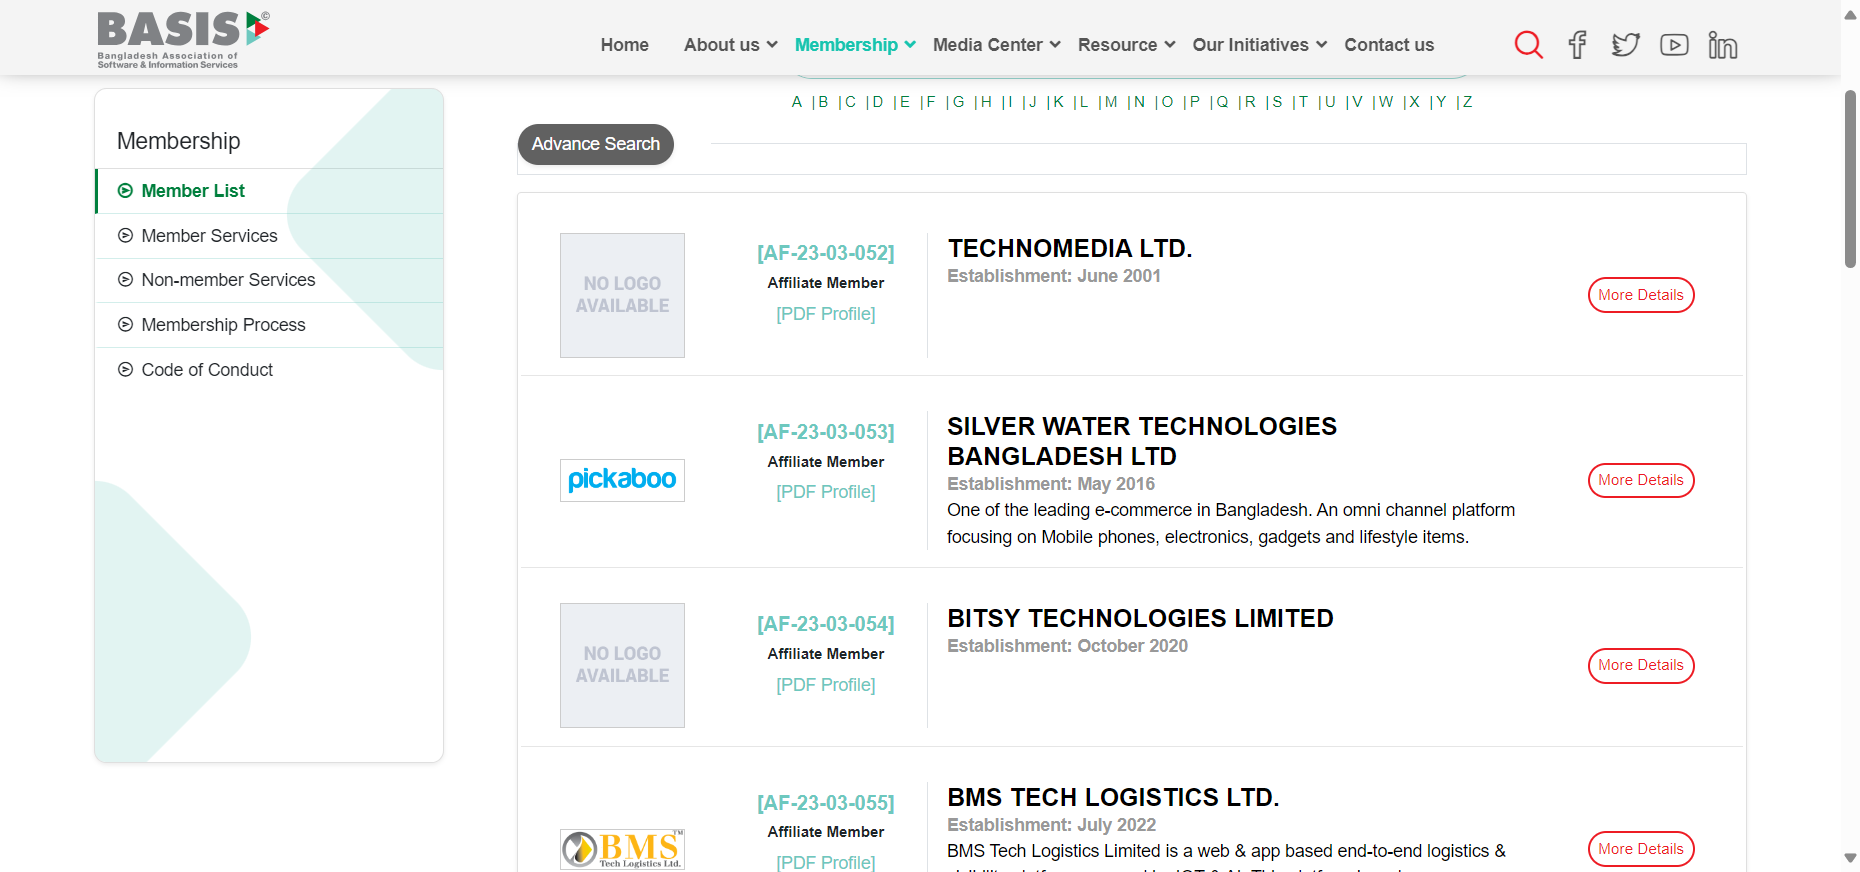 BASIS ©
Bangladesh Association of
Software & Information Services
Home About us Membership Media Center Resource Our Initiatives Contact us
A |B |C |D |E |F |G |H |I |J |K |L |M |N |O |P |Q |R |S |T |U |V |W |X |Y |Z
Membership
Member List
Member Services
Non-member Services
Membership Process
Code of Conduct
Advance Search
NO LOGO
AVAILABLE
[AF-23-03-052]
Affiliate Member
[PDF Profile]
TECHNOMEDIA LTD.
Establishment: June 2001
More Details
pickaboo
[AF-23-03-053]
Affiliate Member
[PDF Profile]
SILVER WATER TECHNOLOGIES
BANGLADESH LTD
Establishment: May 2016
One of the leading e-commerce in Bangladesh. An omni channel platform
focusing on Mobile phones, electronics, gadgets and lifestyle items.
More Details
NO LOGO
AVAILABLE
[AF-23-03-054]
Affiliate Member
[PDF Profile]
BITSY TECHNOLOGIES LIMITED
Establishment: October 2020
More Details
BMS TM
Tech Logistics Ltd.
[AF-23-03-055]
Affiliate Member
[PDF Profile]
BMS TECH LOGISTICS LTD.
Establishment: July 2022
BMS Tech Logistics Limited is a web & app based end-to-end logistics &
More Details